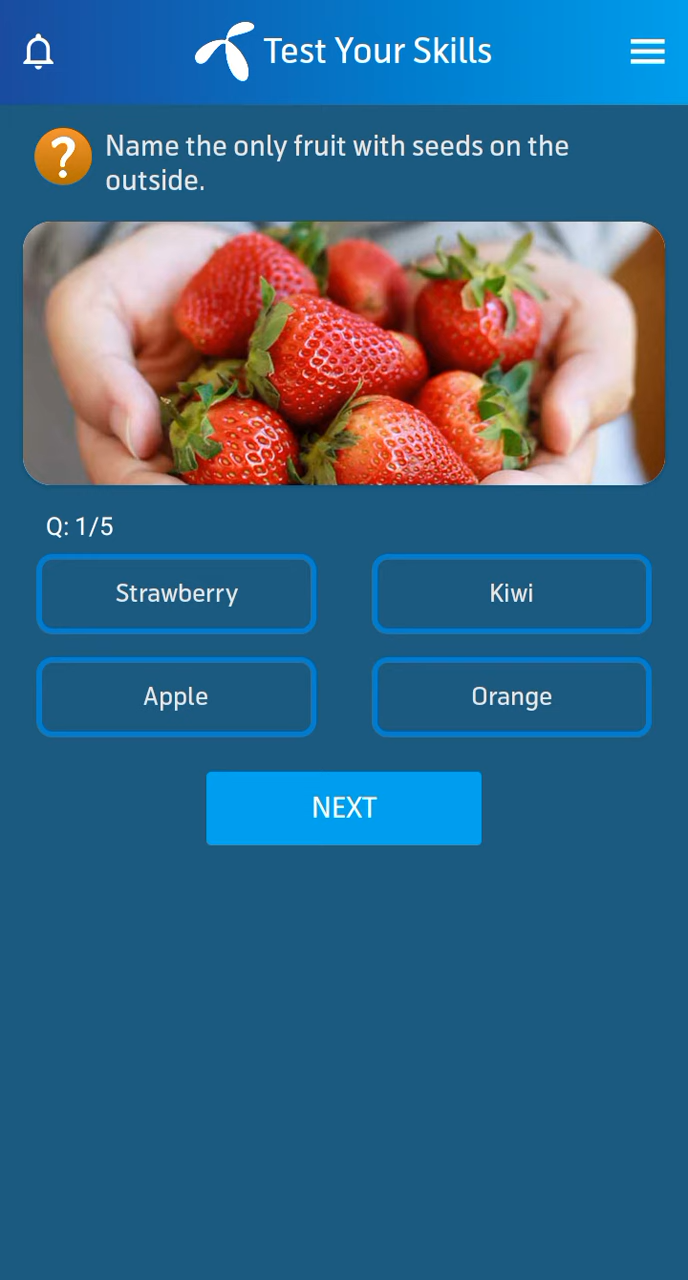 Test Your Skills
Name the only fruit with seeds on the
outside.
Q: 1/5
Strawberry
Kiwi
Apple
Orange
NEXT